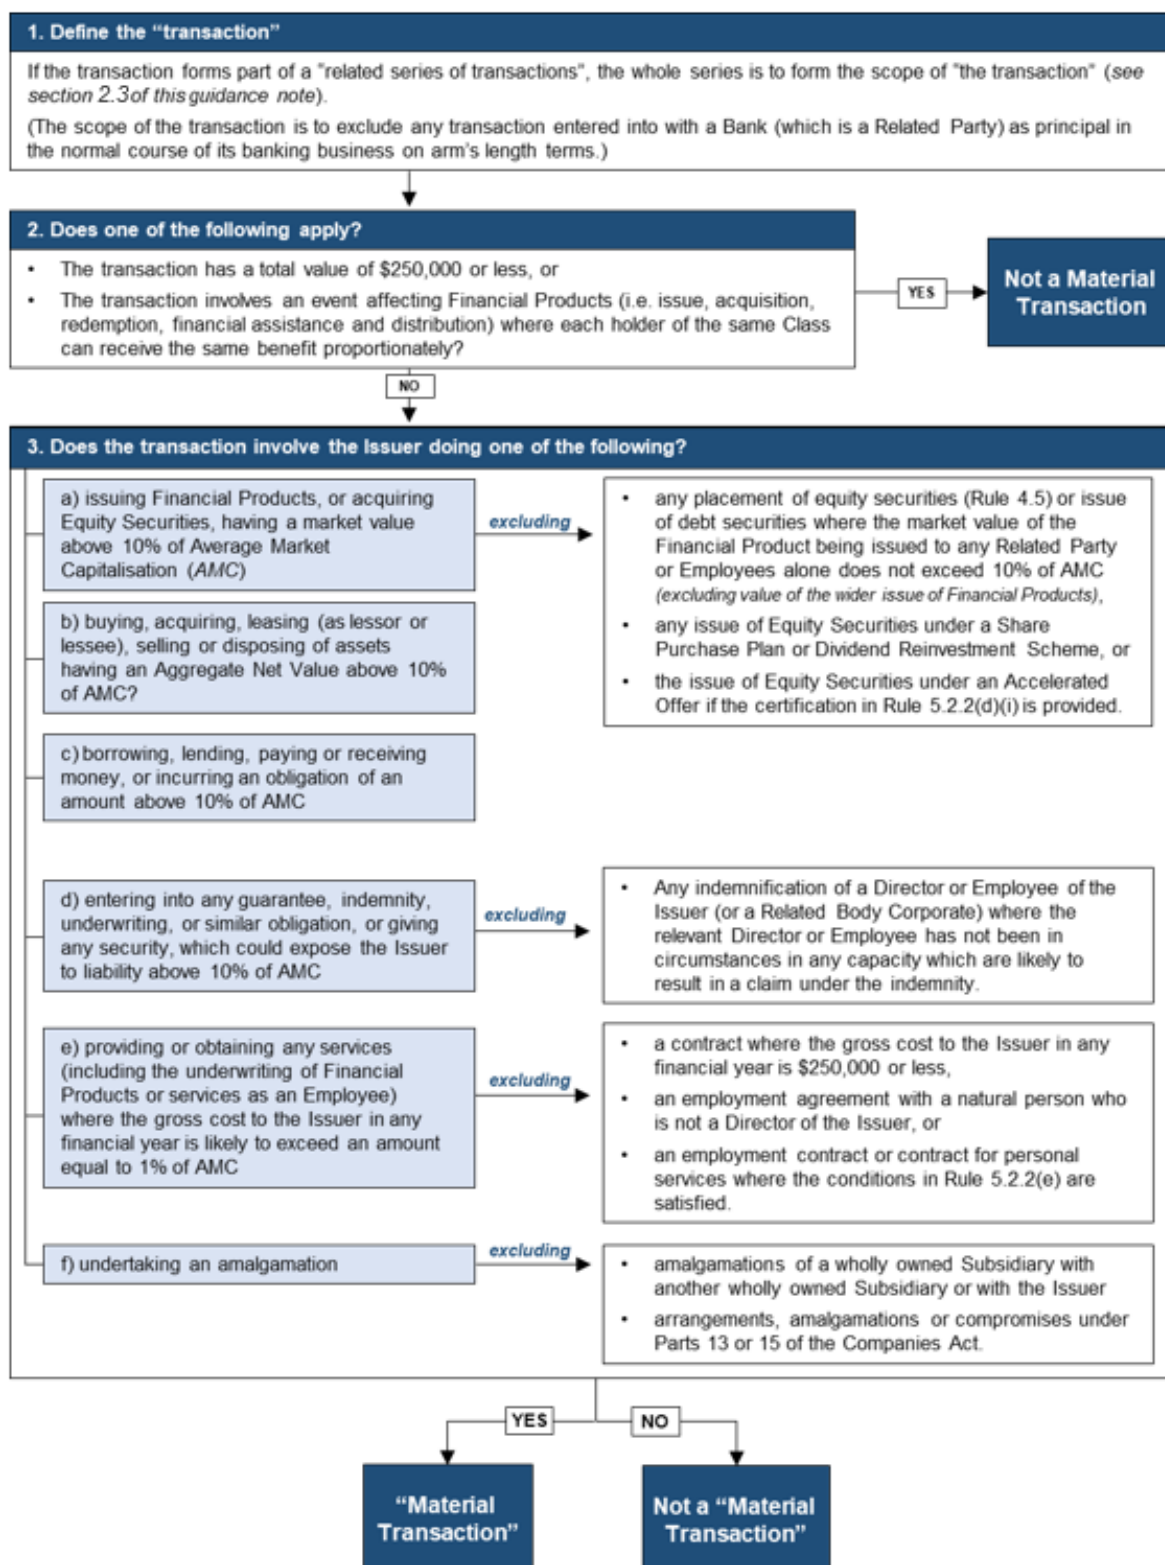 1. Define the “transaction”
If the transaction forms part of a "related series of transactions", the whole series is to form the scope of "the transaction" (see
section 2.3 of this guidance note).
(The scope of the transaction is to exclude any transaction entered into with a Bank (which is a Related Party) as principal in
the normal course of its banking business on arm's length terms.)
2. Does one of the following apply?
• The transaction has a total value of $250,000 or less, or
• The transaction involves an event affecting Financial Products (i.e. issue, acquisition,
redemption, financial assistance and distribution) where each holder of the same Class
can receive the same benefit proportionately?
YES
Not a Material
Transaction
NO
3. Does the transaction involve the Issuer doing one of the following?
a) issuing Financial Products, or acquiring
Equity Securities, having a market value
above 10% of Average Market
Capitalisation (AMC)
excluding
• any placement of equity securities (Rule 4.5) or issue
of debt securities where the market value of the
Financial Product being issued to any Related Party
or Employees alone does not exceed 10% of AMC
(excluding value of the wider issue of Financial Products),
• any issue of Equity Securities under a Share
Purchase Plan or Dividend Reinvestment Scheme, or
• the issue of Equity Securities under an Accelerated
Offer if the certification in Rule 5.2.2(d)(i) is provided.
b) buying, acquiring, leasing (as lessor or
lessee), selling or disposing of assets
having an Aggregate Net Value above 10%
of AMC?
c) borrowing, lending, paying or receiving
money, or incurring an obligation of an
amount above 10% of AMC
d) entering into any guarantee, indemnity,
underwriting, or similar obligation, or giving
any security, which could expose the Issuer
to liability above 10% of AMC
excluding
• Any indemnification of a Director or Employee of the
Issuer (or a Related Body Corporate) where the
relevant Director or Employee has not been in
circumstances in any capacity which are likely to
result in a claim under the indemnity.
e) providing or obtaining any services
(including the underwriting of Financial
Products or services as an Employee)
where the gross cost to the Issuer in any
financial year is likely to exceed an amount
equal to 1% of AMC
excluding
• a contract where the gross cost to the Issuer in any
financial year is $250,000 or less,
• an employment agreement with a natural person who
is not a Director of the Issuer, or
• an employment contract or contract for personal
services where the conditions in Rule 5.2.2(e) are
satisfied.
f) undertaking an amalgamation
excluding
• amalgamations of a wholly owned Subsidiary with
another wholly owned Subsidiary or with the Issuer
• arrangements, amalgamations or compromises under
Parts 13 or 15 of the Companies Act.
YES
NO
“Material
Transaction”
Not a “Material
Transaction”